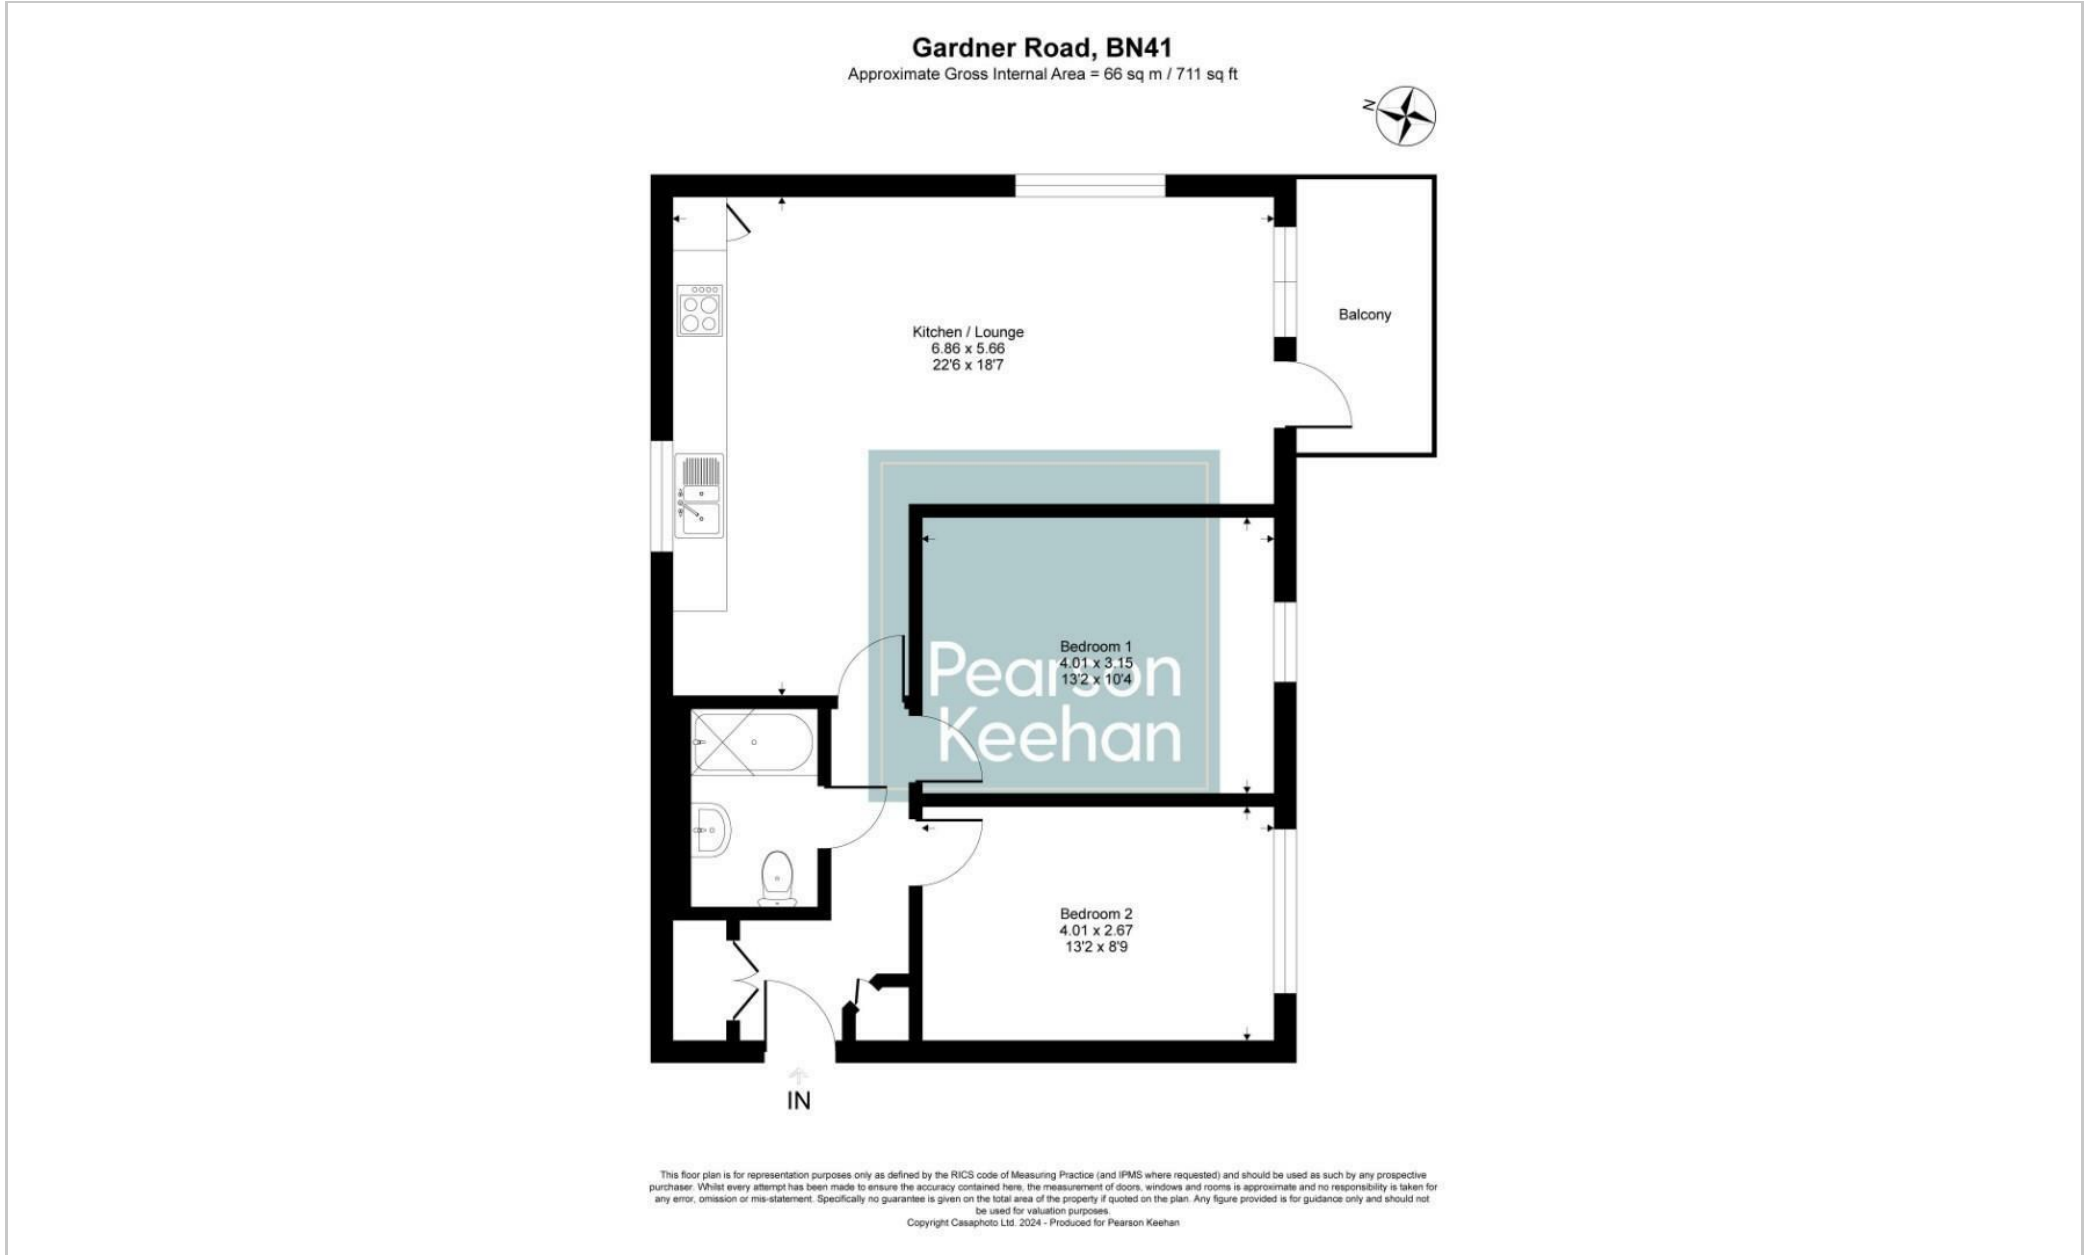 Gardner Road, BN41
Approximate Gross Internal Area = 66 sq m / 711 sq ft
N
Kitchen / Lounge
6.86 x 5.66
22'6 x 18'7
Balcony
Bedroom 1
4.01 x 3.15
13'2 x 10'4
Pearson
Keehan
Bedroom 2
4.01 x 2.67
13'2 x 8'9
IN
This floor plan is for representation purposes only as defined by the RICS code of Measuring Practice (and IPMS where requested) and should be used as such by any prospective
purchaser. Whilst every attempt has been made to ensure the accuracy contained here, the measurement of doors, windows and rooms is approximate and no responsibility is taken for
any error, omission or mis-statement. Specifically no guarantee is given on the total area of the property if quoted on the plan. Any figure provided is for guidance only and should not
be used for valuation purposes.
Copyright Casaphoto Ltd. 2024 - Produced for Pearson Keehan